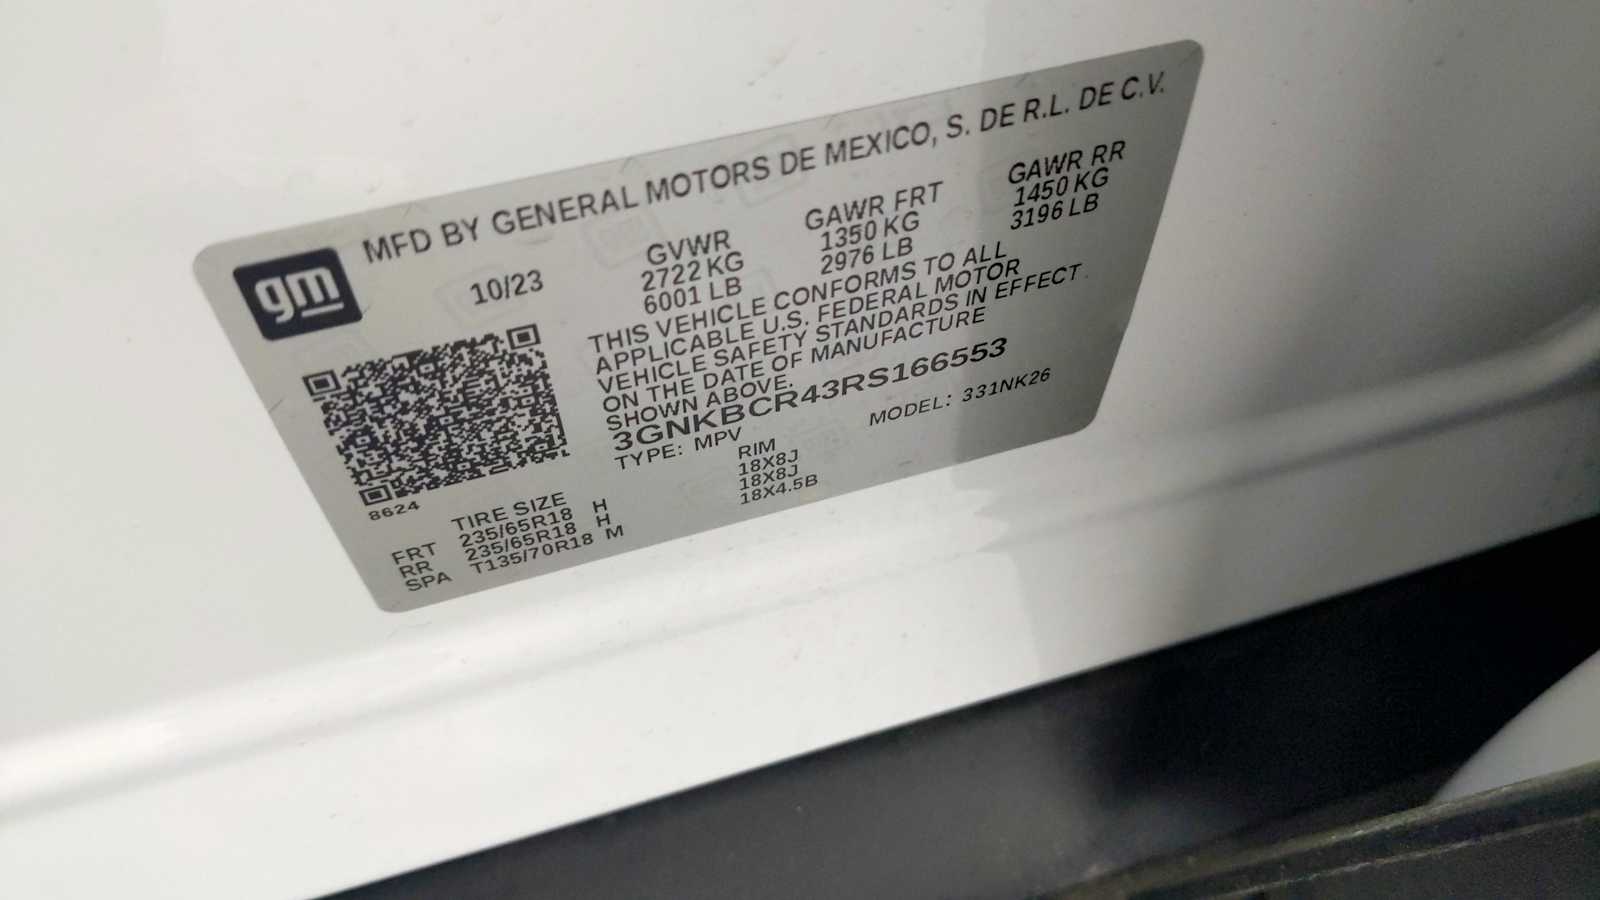 MFD BY GENERAL MOTORS DE MEXICO, S. DE R.L. DE C.V.
gm
10/23
GVWR
2722 KG
6001 LB
GAWR FRT
1350 KG
2976 LB
GAWR RR
1450 KG
3196 LB
THIS VEHICLE CONFORMS TO ALL
APPLICABLE U.S. FEDERAL MOTOR
VEHICLE SAFETY STANDARDS IN EFFECT
ON THE DATE OF MANUFACTURE
SHOWN ABOVE.
3GNKBCR43RS166553
TYPE: MPV
MODEL: 331NK26
8624
TIRE SIZE RIM
FRT 235/65R18 H 18X8J
RR 235/65R18 H 18X8J
SPA T135/70R18 M 18X4.5B